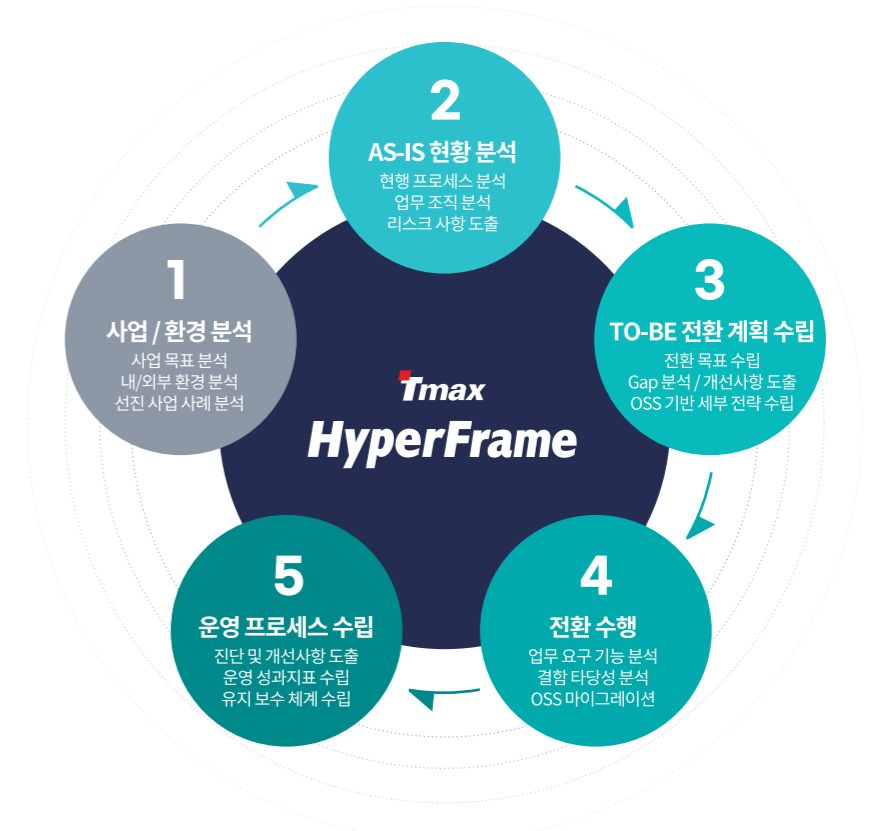 1
사업 / 환경 분석
사업 목표 분석
내/외부 환경 분석
선진 사업 사례 분석
2
AS-IS 현황 분석
현행 프로세스 분석
업무 조직 분석
리스크 사항 도출
3
TO-BE 전환 계획 수립
전환 목표 수립
Gap 분석 / 개선사항 도출
OSS 기반 세부 전략 수립
4
전환 수행
업무 요구 기능 분석
결함 타당성 분석
OSS 마이그레이션
5
운영 프로세스 수립
진단 및 개선사항 도출
운영 성과지표 수립
유지 보수 체계 수립
Tmax
HyperFrame